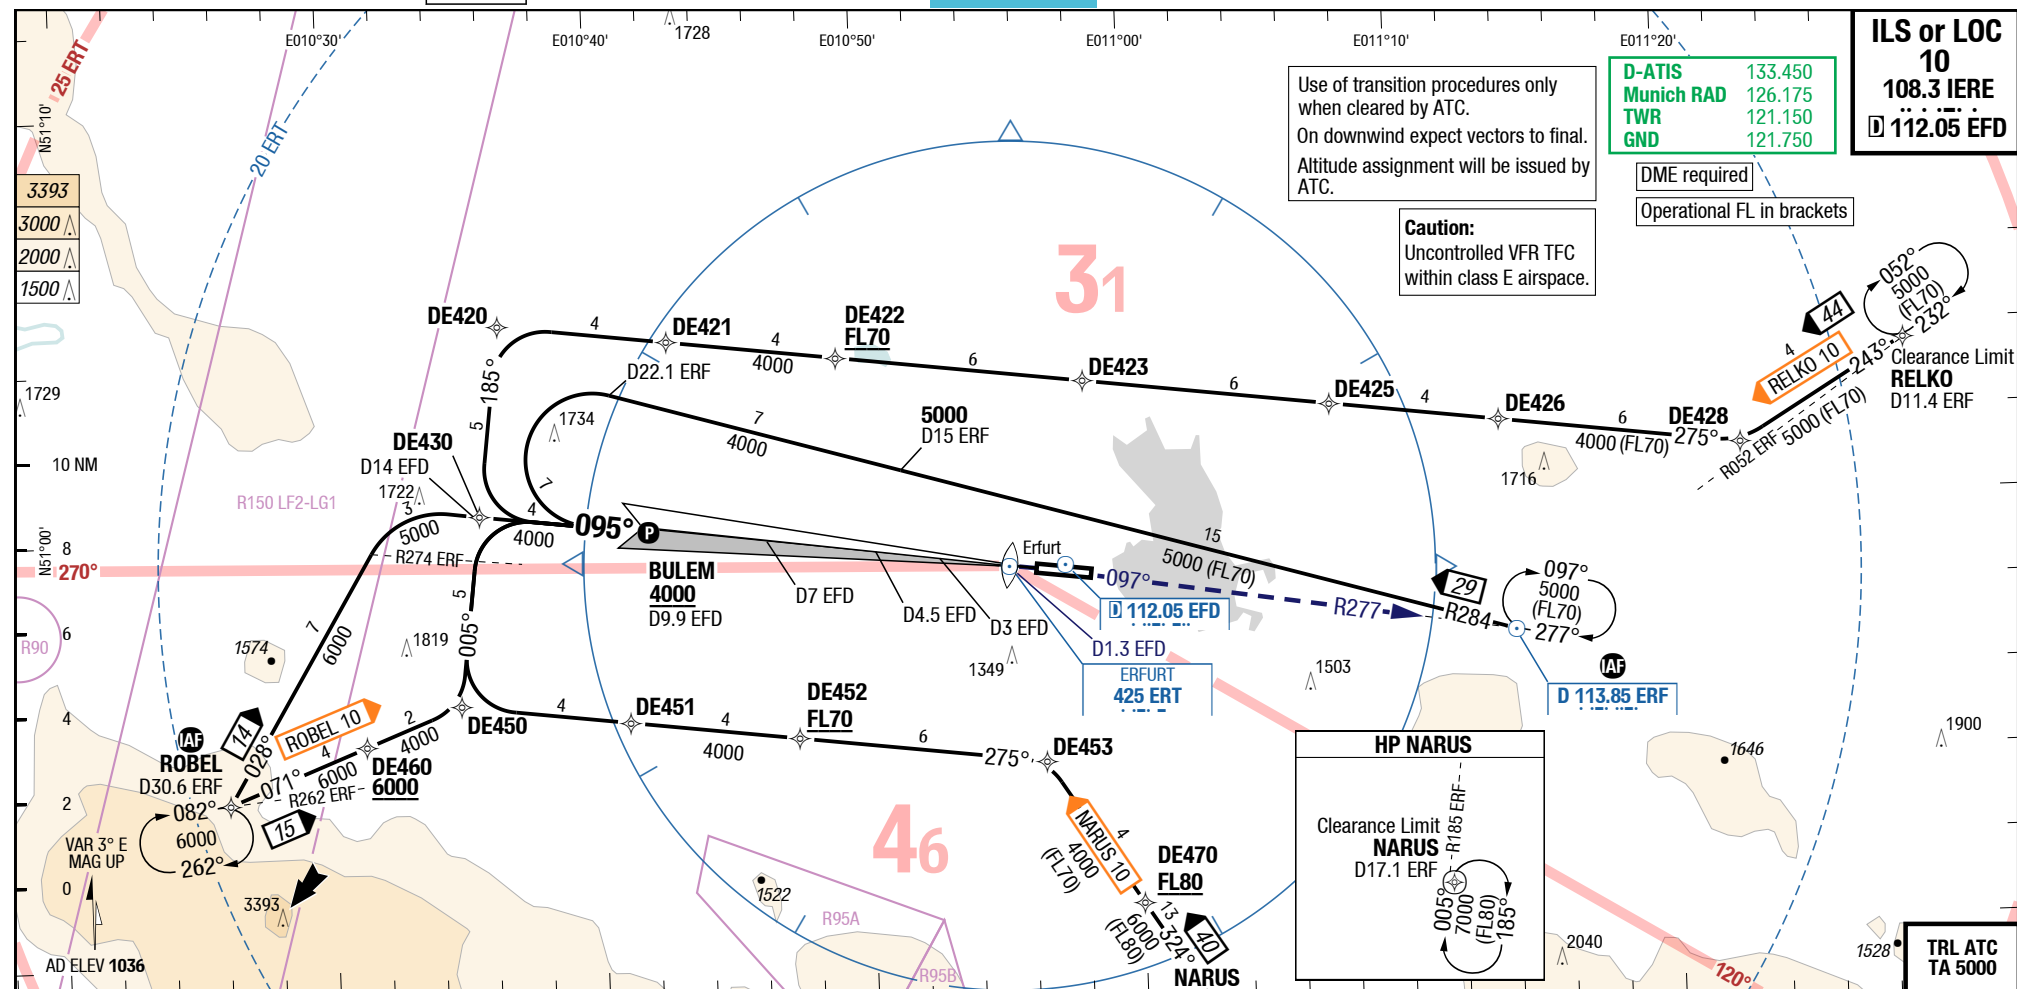 E010°30'
E010°40'
1728
E010°50'
E011°00'
E011°10'
E011°20'
ILS or LOC
10
108.3 IERE
D 112.05 EFD
25 ERT
20 ERT
N51°10'
Use of transition procedures only
when cleared by ATC.
On downwind expect vectors to final.
Altitude assignment will be issued by
ATC.
D-ATIS 133.450
Munich RAD 126.175
TWR 121.150
GND 121.750
DME required
Operational FL in brackets
Caution:
Uncontrolled VFR TFC
within class E airspace.
3393
3000
2000
1500
31
052°
5000
(FL70)
232°
44
4
RELKO 10
243°
Clearance Limit
RELKO
D11.4 ERF
5000 (FL70)
R052 ERF
DE420
4
DE421
4
4000
DE422
FL70
6
DE423
6
DE425
4
DE426
6
4000 (FL70)
275°
DE428
185°
5
D22.1 ERF
1729
1734
7
4000
5000
D15 ERF
1716
DE430
D14 EFD
1722
10 NM
R150 LF2-LG1
3
5000
4
4000
7
095°
P
R274 ERF
15
5000 (FL70)
N51°00'
8
270°
Erfurt
BULEM
4000
D9.9 EFD
D7 EFD
D4.5 EFD
D3 EFD
D1.3 EFD
097°
D 112.05 EFD
R277
29
R284
097°
5000
(FL70)
277°
IAF
D 113.85 ERF
ERFURT
425 ERT
1349
1503
6
R90
1574
7
6000
1819
5
005°
4
14
028°
ROBEL 10
2
4000
DE450
4
DE451
4
4000
DE452
FL70
6
275°
DE453
IAF
ROBEL
D30.6 ERF
071°
4
6000
DE460
6000
R262 ERF
082°
6000
262°
15
2
VAR 3° E
MAG UP
0
3393
AD ELEV 1036
46
1522
R95A
R95B
NARUS 10
4
4000
(FL70)
DE470
FL80
13
6000
(FL80)
324°
40
NARUS
HP NARUS
R185 ERF
Clearance Limit
NARUS
D17.1 ERF
005°
7000
(FL80)
185°
1646
1900
2040
1528
120°
TRL ATC
TA 5000